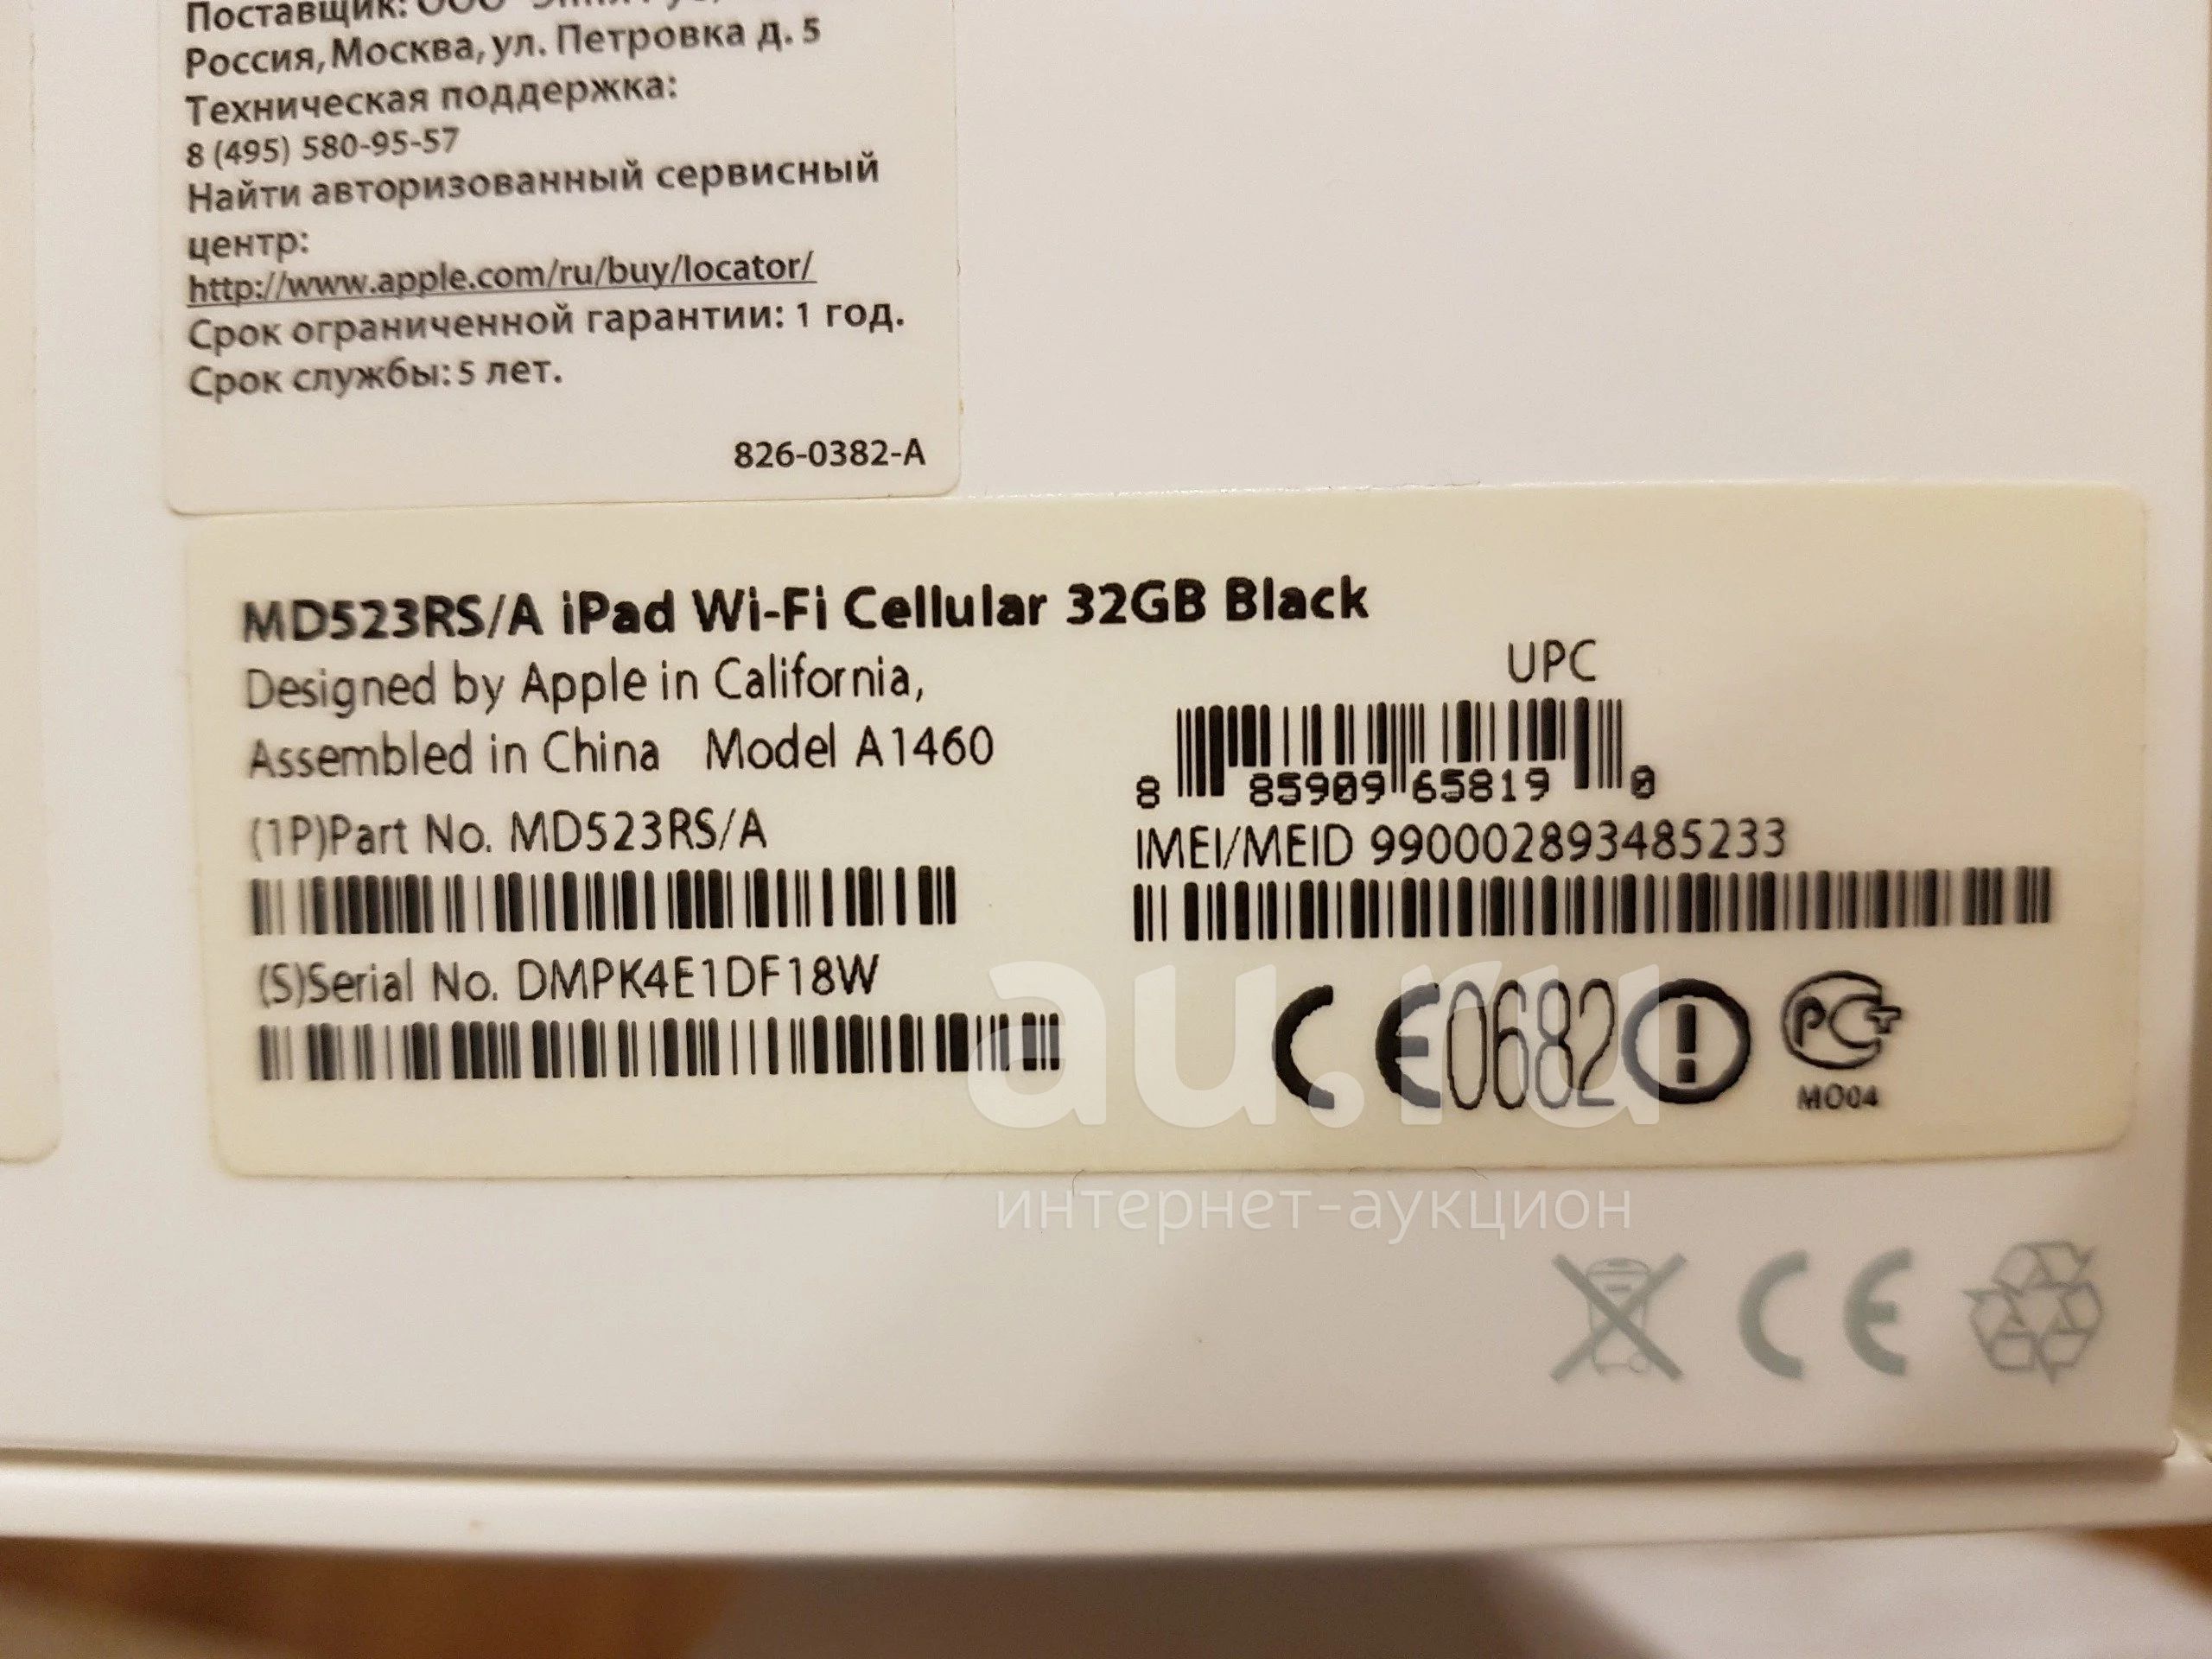 Поставщик: ООО
Россия, Москва, ул. Петровка д. 5
Техническая поддержка:
8 (495) 580-95-57
Найти авторизованный сервисный
центр:
http://www.apple.com/ru/buy/locator/
Срок ограниченной гарантии: 1 год.
Срок службы: 5 лет.
826-0382-A
MD523RS/A iPad Wi-Fi Cellular 32GB Black
Designed by Apple in California,
Assembled in China Model A1460
(1P)Part No. MD523RS/A
(S)Serial No. DMPK4E1DF18W
UPC
8 85909 65819 0
IMEI/MEID 990002893485233
CE0682
PCT
MO04
au.ru
интернет-аукцион
CE